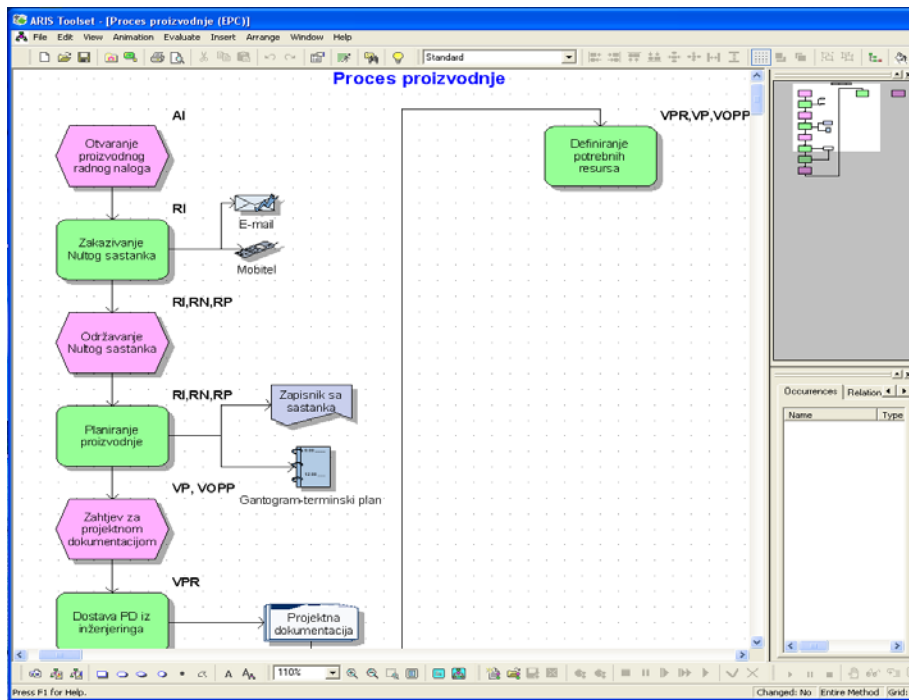 ARIS Toolset - [Proces proizvodnje (EPC)]
File Edit View Animation Evaluate Insert Arrange Window Help
Standard
Proces proizvodnje
AI
Otvaranje
proizvodnog
radnog naloga
RI
Zakazivanje
Nultog sastanka
E-mail
Mobitel
RI,RN,RP
Održavanje
Nultog sastanka
RI,RN,RP
Planiranje
proizvodnje
Zapisnik sa
sastanka
Gantogram-terminski plan
VP, VOPP
Zahtjev za
projektnom
dokumentacijom
VPR
Dostava PD iz
inženjeringa
Projektna
dokumentacija
VPR,VP,VOPP
Definiranje
potrebnih
resursa
Occurrences Relation
Name Type
110%
Press F1 for Help.
Changed: No Entire Method Grid: